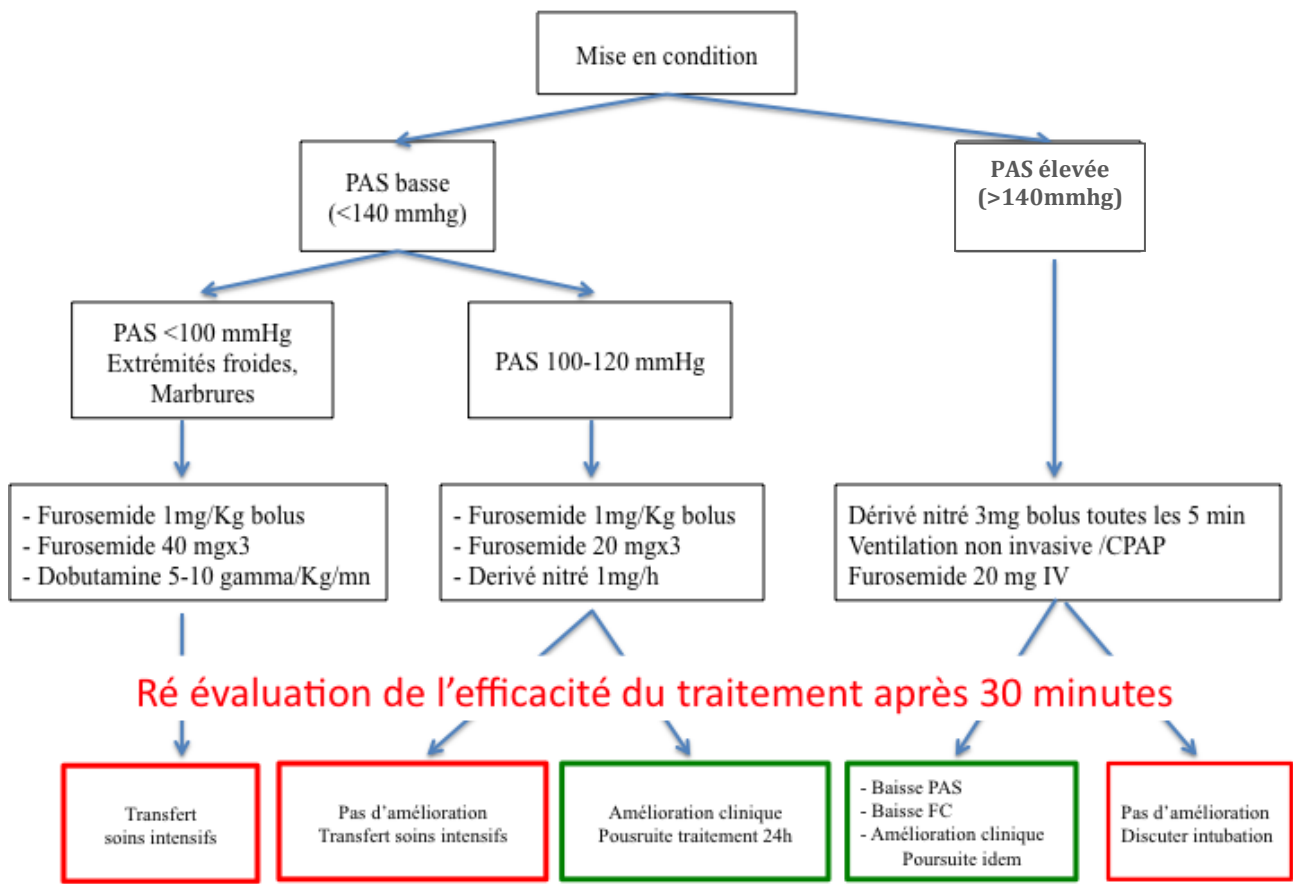 Mise en condition
PAS basse
(<140 mmhg)
PAS élevée
(>140mmhg)
PAS <100 mmHg
Extrémités froides,
Marbrures
PAS 100-120 mmHg
- Furosemide 1mg/Kg bolus
- Furosemide 40 mgx3
- Dobutamine 5-10 gamma/Kg/mn
- Furosemide 1mg/Kg bolus
- Furosemide 20 mgx3
- Derivé nitré 1mg/h
Dérivé nitré 3mg bolus toutes les 5 min
Ventilation non invasive /CPAP
Furosemide 20 mg IV
Ré évaluation de l’efficacité du traitement après 30 minutes
Transfert
soins intensifs
Pas d’amélioration
Transfert soins intensifs
Amélioration clinique
Pousruite traitement 24h
- Baisse PAS
- Baisse FC
- Amélioration clinique
Poursuite idem
Pas d’amélioration
Discuter intubation